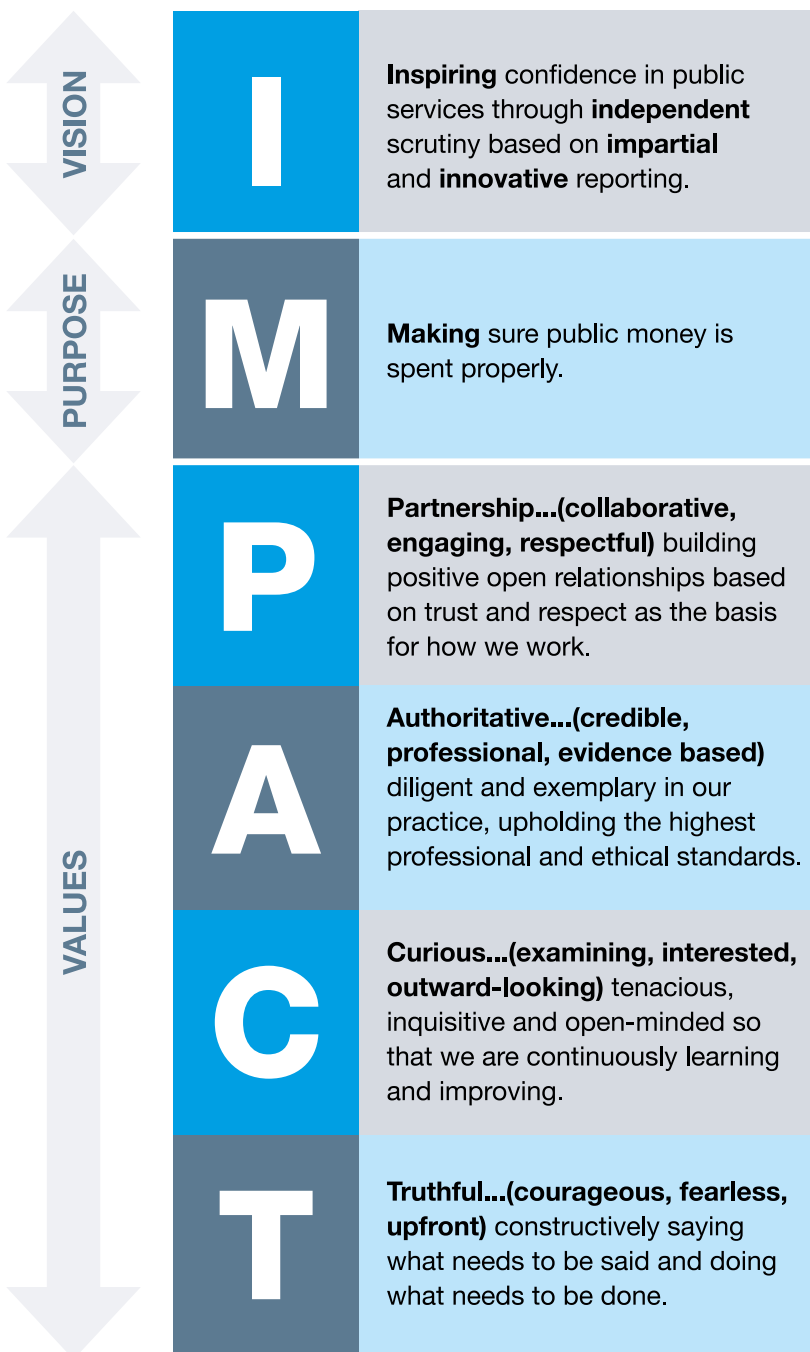 VISION
I
Inspiring confidence in public
services through independent
scrutiny based on impartial
and innovative reporting.
PURPOSE
M
Making sure public money is
spent properly.
VALUES
P
Partnership...(collaborative,
engaging, respectful) building
positive open relationships based
on trust and respect as the basis
for how we work.
A
Authoritative...(credible,
professional, evidence based)
diligent and exemplary in our
practice, upholding the highest
professional and ethical standards.
C
Curious...(examining, interested,
outward-looking) tenacious,
inquisitive and open-minded so
that we are continuously learning
and improving.
T
Truthful...(courageous, fearless,
upfront) constructively saying
what needs to be said and doing
what needs to be done.